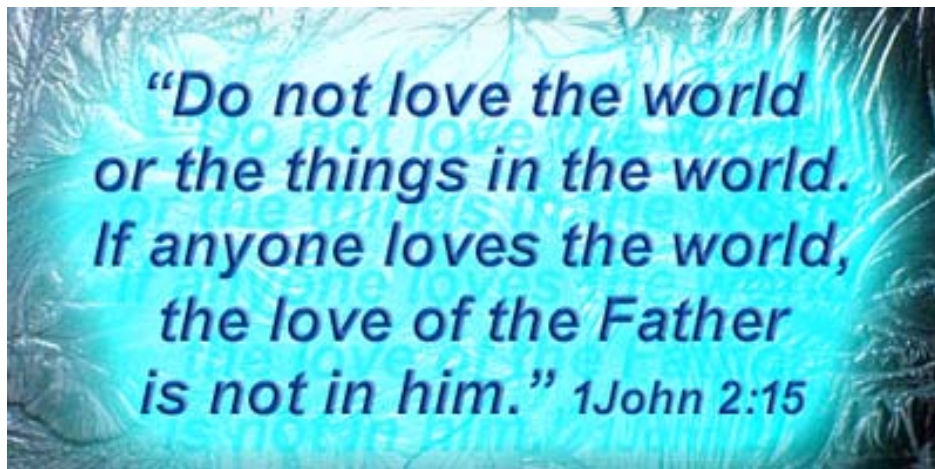 “Do not love the world
or the things in the world.
If anyone loves the world,
the love of the Father
is not in him.” 1John 2:15